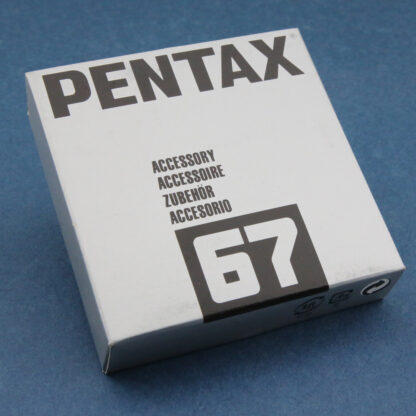 PENTAX
ACCESSORY
ACCESSOIRE
ZUBEHÖR
ACCESORIO
67